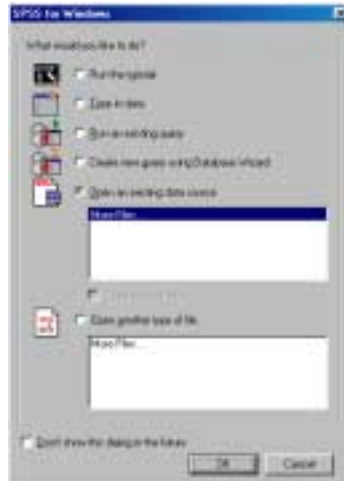 SPSS for Windows
What would you like to do?
Run the tutorial
Type in data
Run an existing query
Create new query using Database Wizard
Open an existing data source
More Files...
Open another type of file
More Files...
Don't show this dialog in the future
OK
Cancel